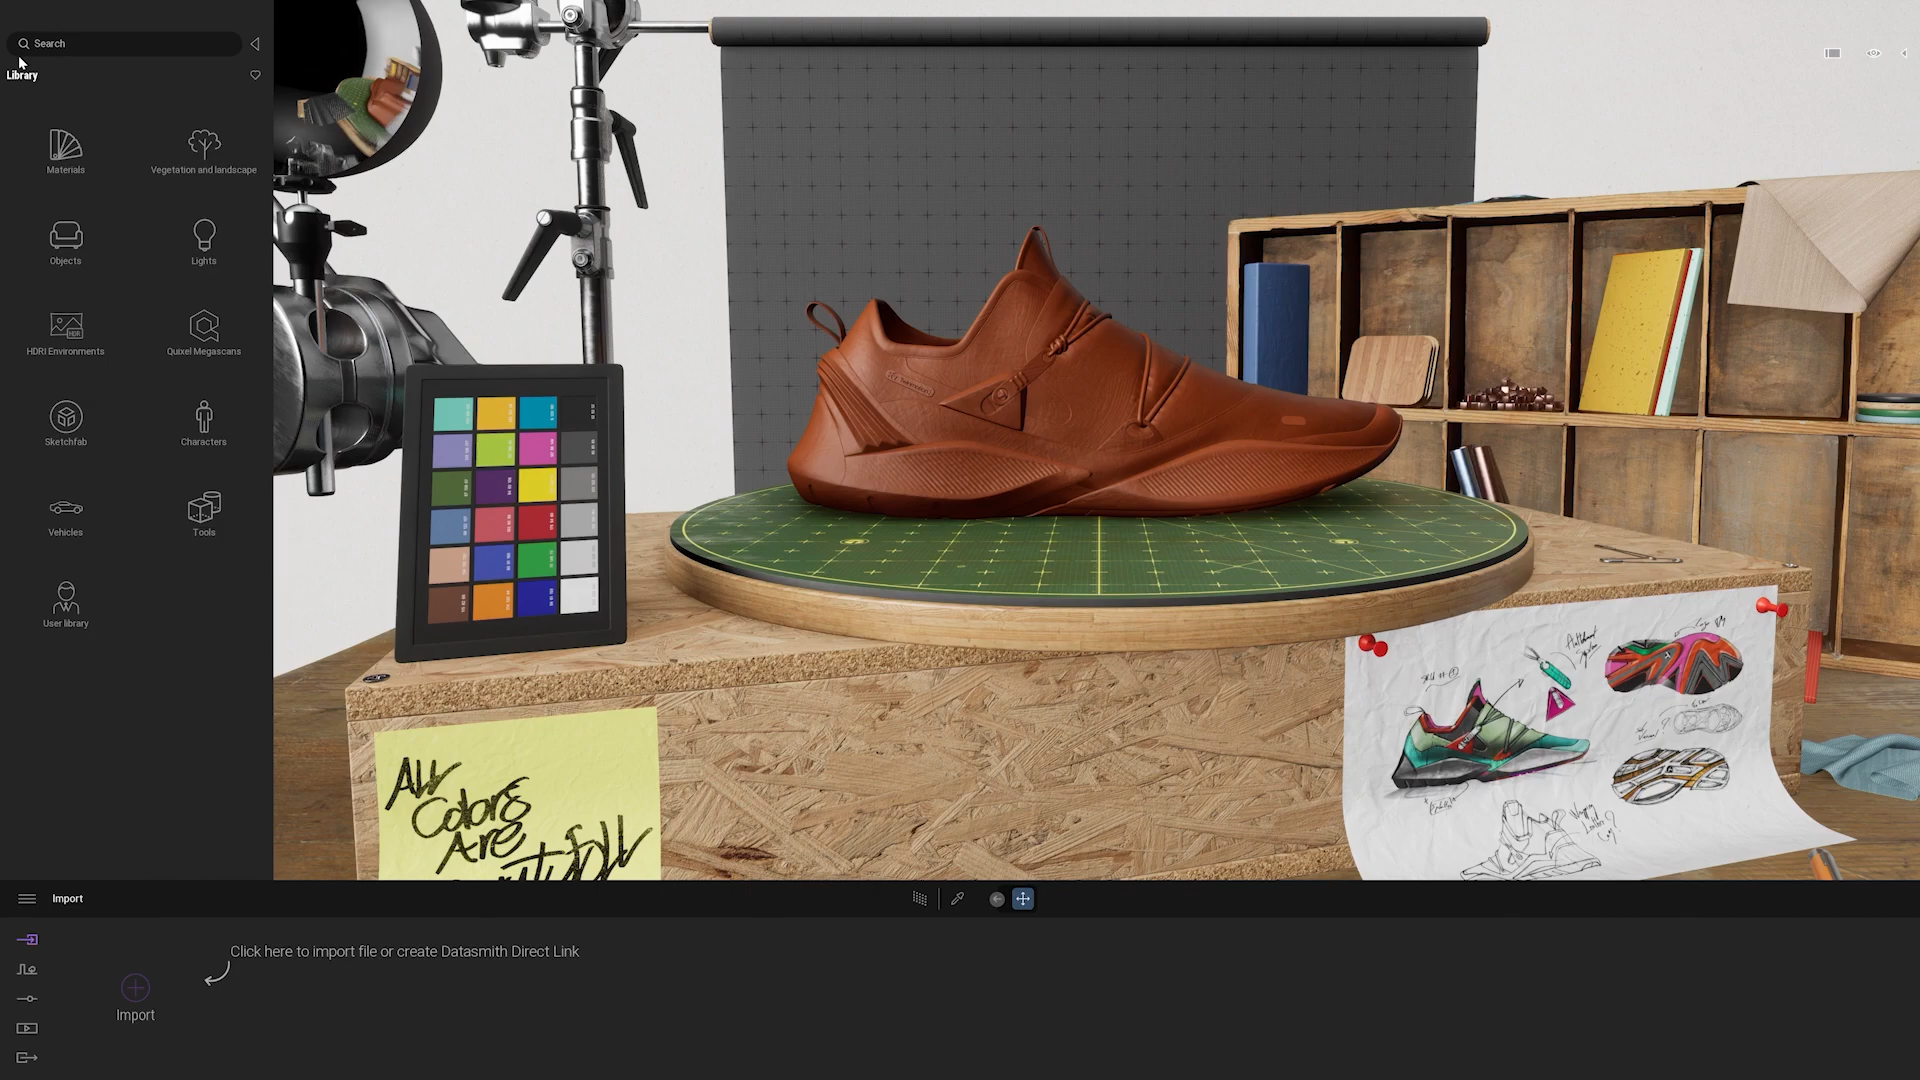 Search
Library
Materials
Vegetation and landscape
Objects
Lights
HDR
HDRI Environments
Quixel Megascans
Sketchfab
Characters
Vehicles
Tools
User library
All
Colors
Are
Import
Click here to import file or create Datasmith Direct Link
Import